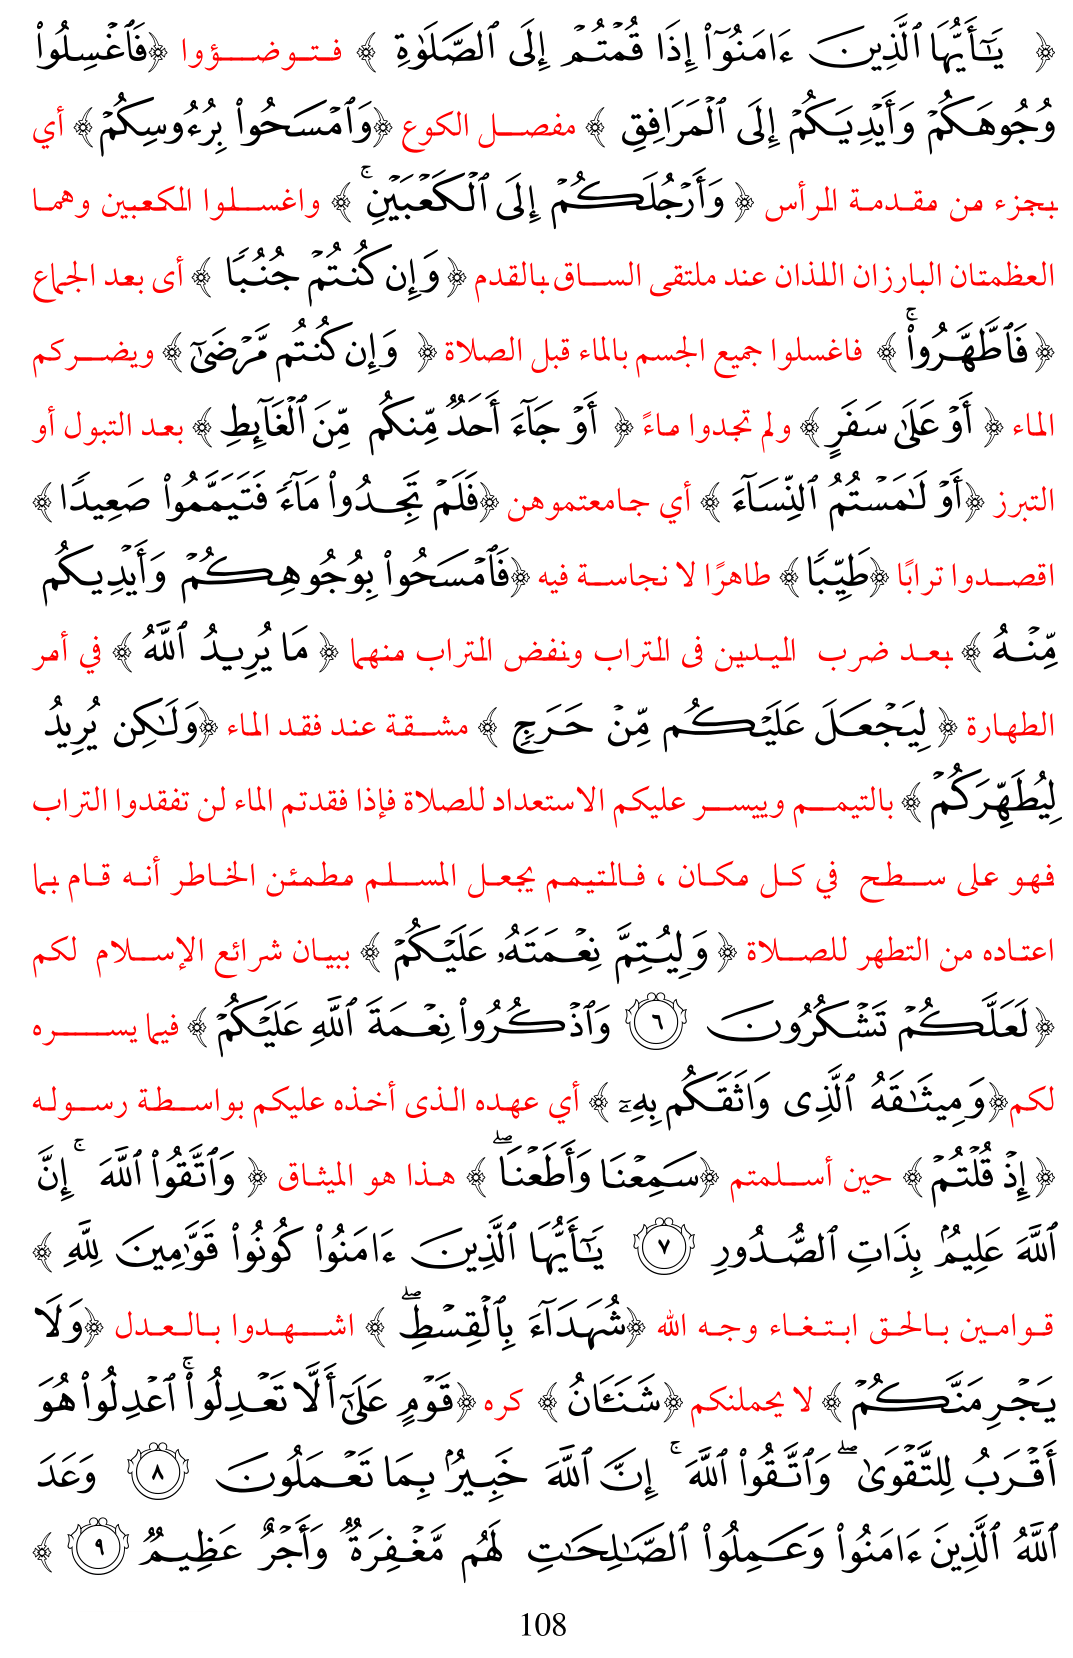 ﴿ يَـٰٓأَيُّهَا ٱلَّذِينَ ءَامَنُوٓا۟ إِذَا قُمْتُمْ إِلَى ٱلصَّلَوٰةِ ﴾ فتوضؤوا ﴿فَٱغْسِلُوا۟
وُجُوهَكُمْ وَأَيْدِيَكُمْ إِلَى ٱلْمَرَافِقِ ﴾ مفصل الكوع ﴿وَٱمْسَحُوا۟ بِرُءُوسِكُمْ﴾ أي
بجزء من مقدمة الرأس ﴿ وَأَرْجُلَكُمْ إِلَى ٱلْكَعْبَيْنِ ۚ ﴾ واغسلوا الكعبين وهما
العظمتان البارزان اللذان عند ملتقى الساق بالقدم ﴿ وَإِن كُنتُمْ جُنُبًا ﴾ أى بعد الجماع
﴿ فَٱطَّهَّرُوا۟ ۚ ﴾ فاغسلوا جميع الجسم بالماء قبل الصلاة ﴿ وَإِن كُنتُم مَّرْضَىٰٓ ﴾ ويضركم
الماء ﴿ أَوْ عَلَىٰ سَفَرٍ ﴾ ولم تجدوا ماءً ﴿ أَوْ جَآءَ أَحَدٌ مِّنكُم مِّنَ ٱلْغَآئِطِ ﴾ بعد التبول أو
التبرز ﴿أَوْ لَـٰمَسْتُمُ ٱلنِّسَآءَ ﴾ أي جامعتموهن ﴿فَلَمْ تَجِدُوا۟ مَآءً فَتَيَمَّمُوا۟ صَعِيدًا ﴾
اقصدوا ترابًا ﴿طَيِّبًا ﴾ طاهرًا لا نجاسة فيه ﴿فَٱمْسَحُوا۟ بِوُجُوهِكُمْ وَأَيْدِيكُم
مِّنْهُ ﴾ بعد ضرب اليدين فى التراب ونفض التراب منهما ﴿ مَا يُرِيدُ ٱللَّهُ ﴾ في أمر
الطهارة ﴿ لِيَجْعَلَ عَلَيْكُم مِّنْ حَرَجٍ ﴾ مشقة عند فقد الماء ﴿وَلَـٰكِن يُرِيدُ
لِيُطَهِّرَكُمْ ﴾ بالتيمم وييسر عليكم الاستعداد للصلاة فإذا فقدتم الماء لن تفقدوا التراب
فهو على سطح في كل مكان ، فالتيمم يجعل المسلم مطمئن الخاطر أنه قام بما
اعتاده من التطهر للصلاة ﴿ وَلِيُتِمَّ نِعْمَتَهُۥ عَلَيْكُمْ ﴾ ببيان شرائع الإسلام لكم
﴿ لَعَلَّكُمْ تَشْكُرُونَ ٦ وَٱذْكُرُوا۟ نِعْمَةَ ٱللَّهِ عَلَيْكُمْ ﴾ فيما يسره
لكم﴿وَمِيثَـٰقَهُ ٱلَّذِى وَاثَقَكُم بِهِۦٓ ﴾ أي عهده الذى أخذه عليكم بواسطة رسوله
﴿ إِذْ قُلْتُمْ ﴾ حين أسلمتم ﴿سَمِعْنَا وَأَطَعْنَا ۖ ﴾ هذا هو الميثاق ﴿ وَٱتَّقُوا۟ ٱللَّهَ ۚ إِنَّ
ٱللَّهَ عَلِيمٌۢ بِذَاتِ ٱلصُّدُورِ ٧ يَـٰٓأَيُّهَا ٱلَّذِينَ ءَامَنُوا۟ كُونُوا۟ قَوَّٰمِينَ لِلَّهِ ﴾
قوامين بالحق ابتغاء وجه الله ﴿شُهَدَآءَ بِٱلْقِسْطِ ۖ ﴾ اشهدوا بالعدل ﴿وَلَا
يَجْرِمَنَّكُمْ ﴾ لا يحملنكم ﴿شَنَـَٔانُ ﴾ كره ﴿قَوْمٍ عَلَىٰٓ أَلَّا تَعْدِلُوا۟ ۚ ٱعْدِلُوا۟ هُوَ
أَقْرَبُ لِلتَّقْوَىٰ ۖ وَٱتَّقُوا۟ ٱللَّهَ ۚ إِنَّ ٱللَّهَ خَبِيرٌۢ بِمَا تَعْمَلُونَ ٨ وَعَدَ
ٱللَّهُ ٱلَّذِينَ ءَامَنُوا۟ وَعَمِلُوا۟ ٱلصَّـٰلِحَـٰتِ لَهُم مَّغْفِرَةٌ وَأَجْرٌ عَظِيمٌ ٩ ﴾
108